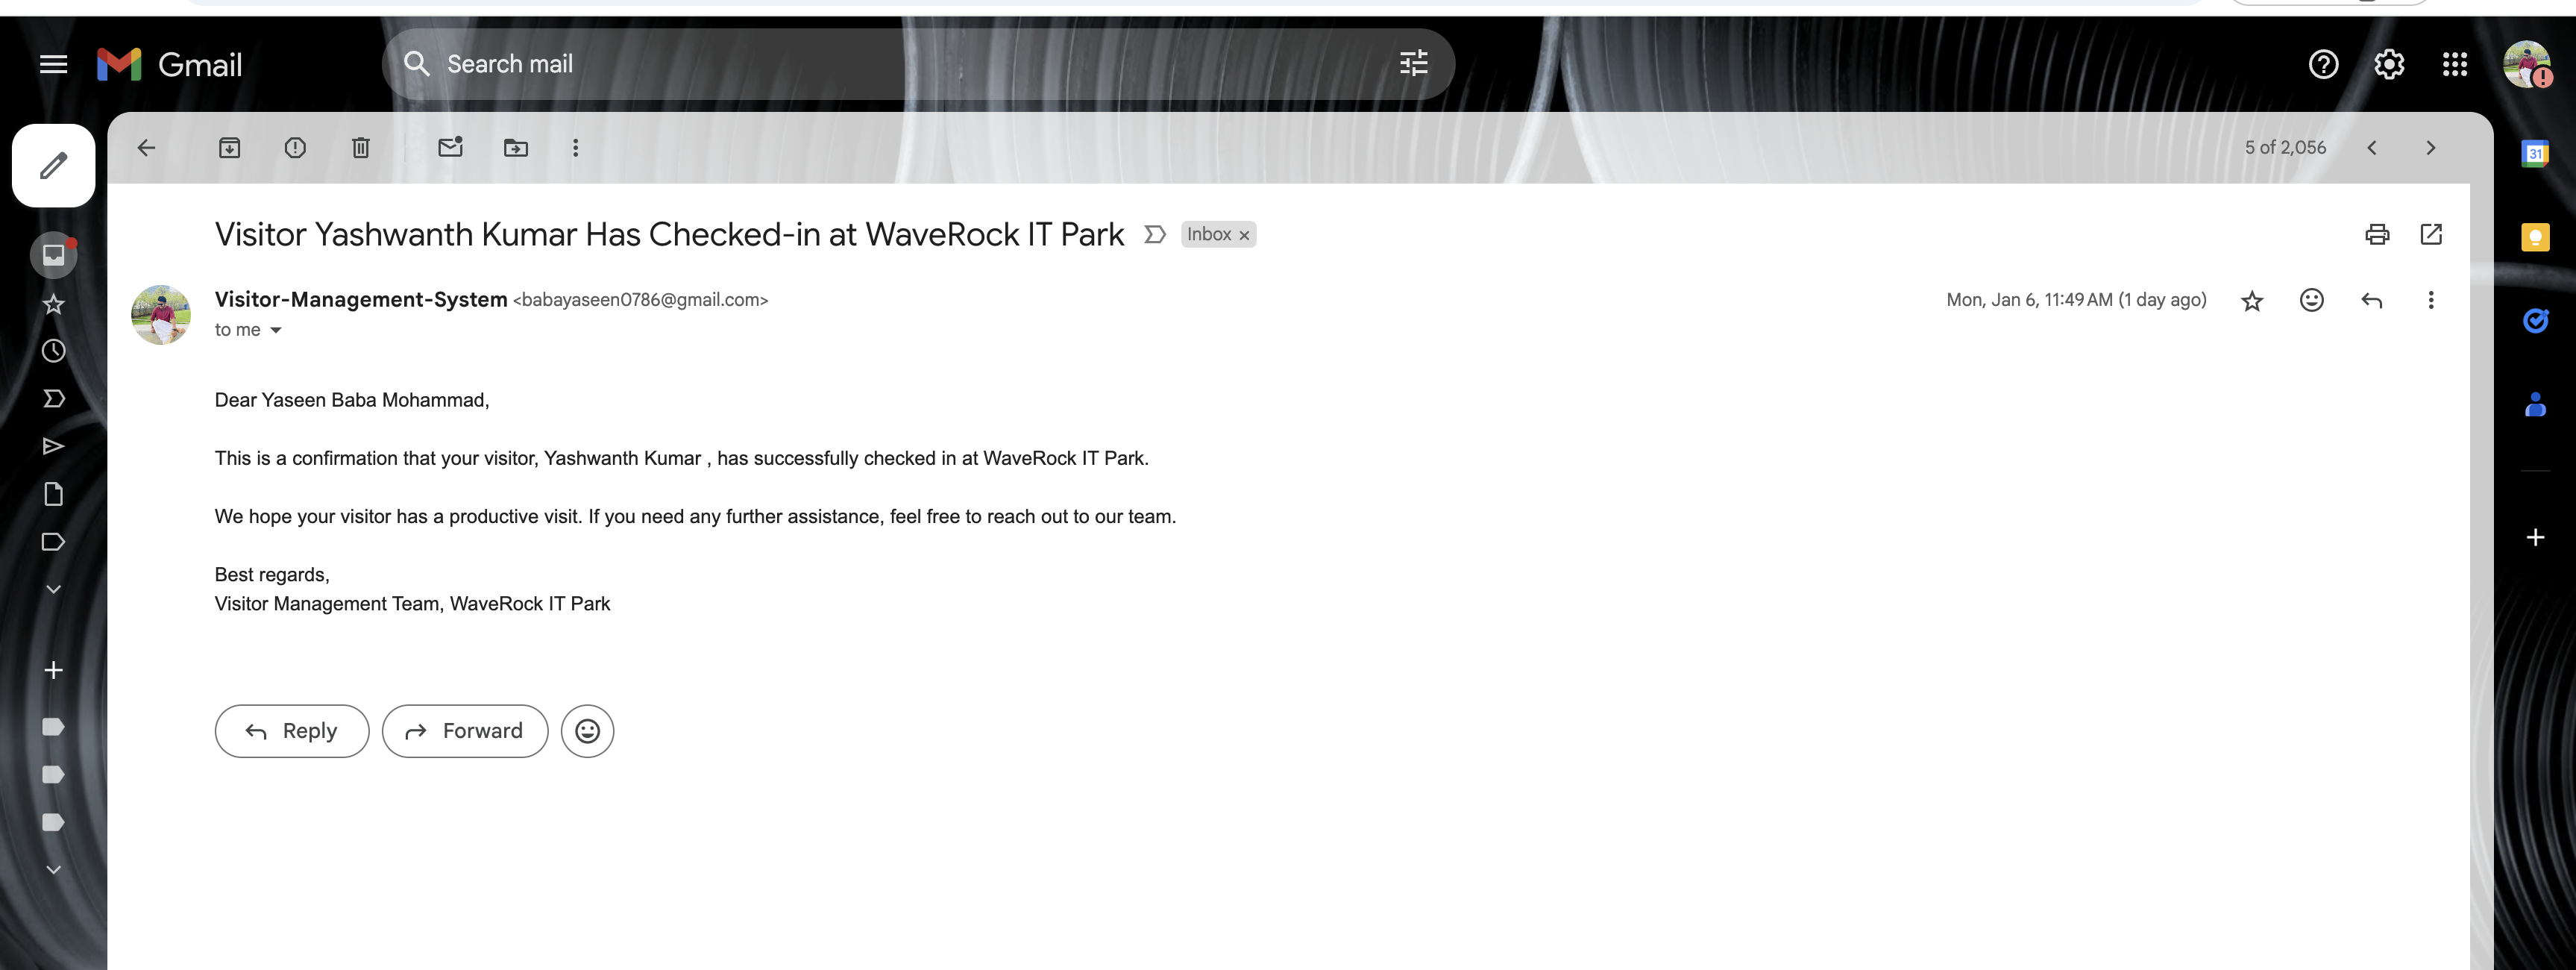 Gmail
Search mail
5 of 2,056
31
Visitor Yashwanth Kumar Has Checked-in at WaveRock IT Park
Inbox ×
Visitor-Management-System <babayaseen0786@gmail.com>
Mon, Jan 6, 11:49 AM (1 day ago)
to me
Dear Yaseen Baba Mohammad,
This is a confirmation that your visitor, Yashwanth Kumar , has successfully checked in at WaveRock IT Park.
We hope your visitor has a productive visit. If you need any further assistance, feel free to reach out to our team.
Best regards,
Visitor Management Team, WaveRock IT Park
Reply
Forward